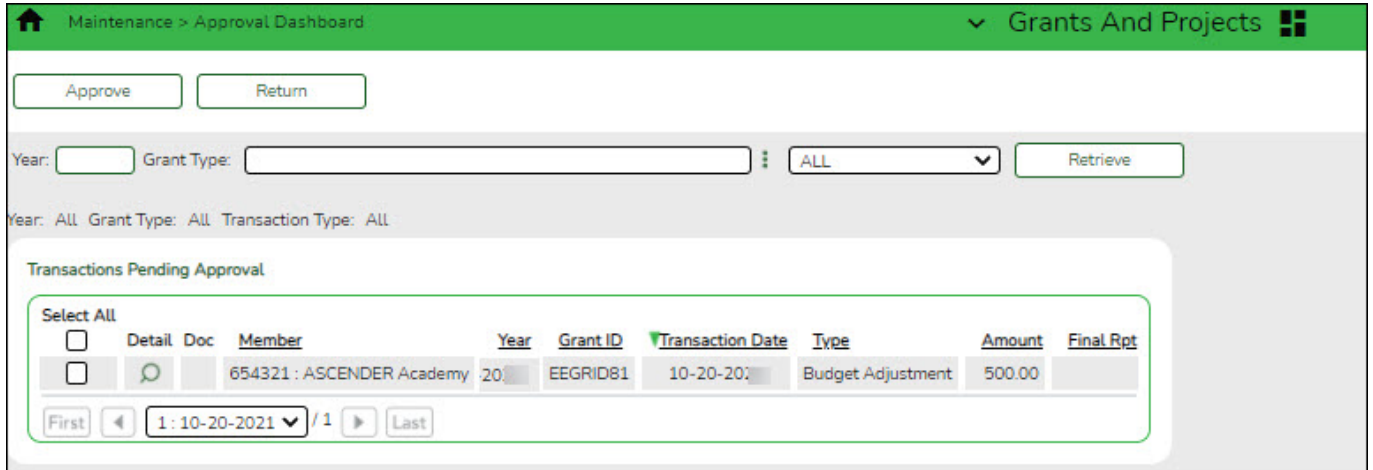 Maintenance > Approval Dashboard
Grants And Projects
Approve Return
Year: Grant Type: ALL Retrieve
Year: All Grant Type: All Transaction Type: All
Transactions Pending Approval
Select All
Detail Doc Member Year Grant ID Transaction Date Type Amount Final Rpt
654321 : ASCENDER Academy EEGRID81 Budget Adjustment 500.00
First 1 : 10-20-2021 / 1 Last